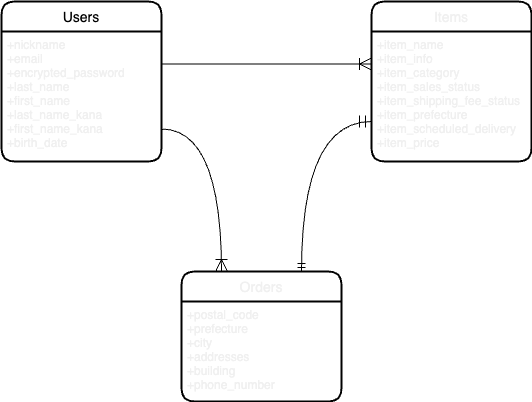 Users
+nickname
+email
+encrypted_password
+last_name
+first_name
+last_name_kana
+first_name_kana
+birth_date
Items
+item_name
+item_info
+item_category
+item_sales_status
+item_shipping_fee_status
+item_prefecture
+item_scheduled_delivery
+item_price
Orders
+postal_code
+prefecture
+city
+addresses
+building
+phone_number